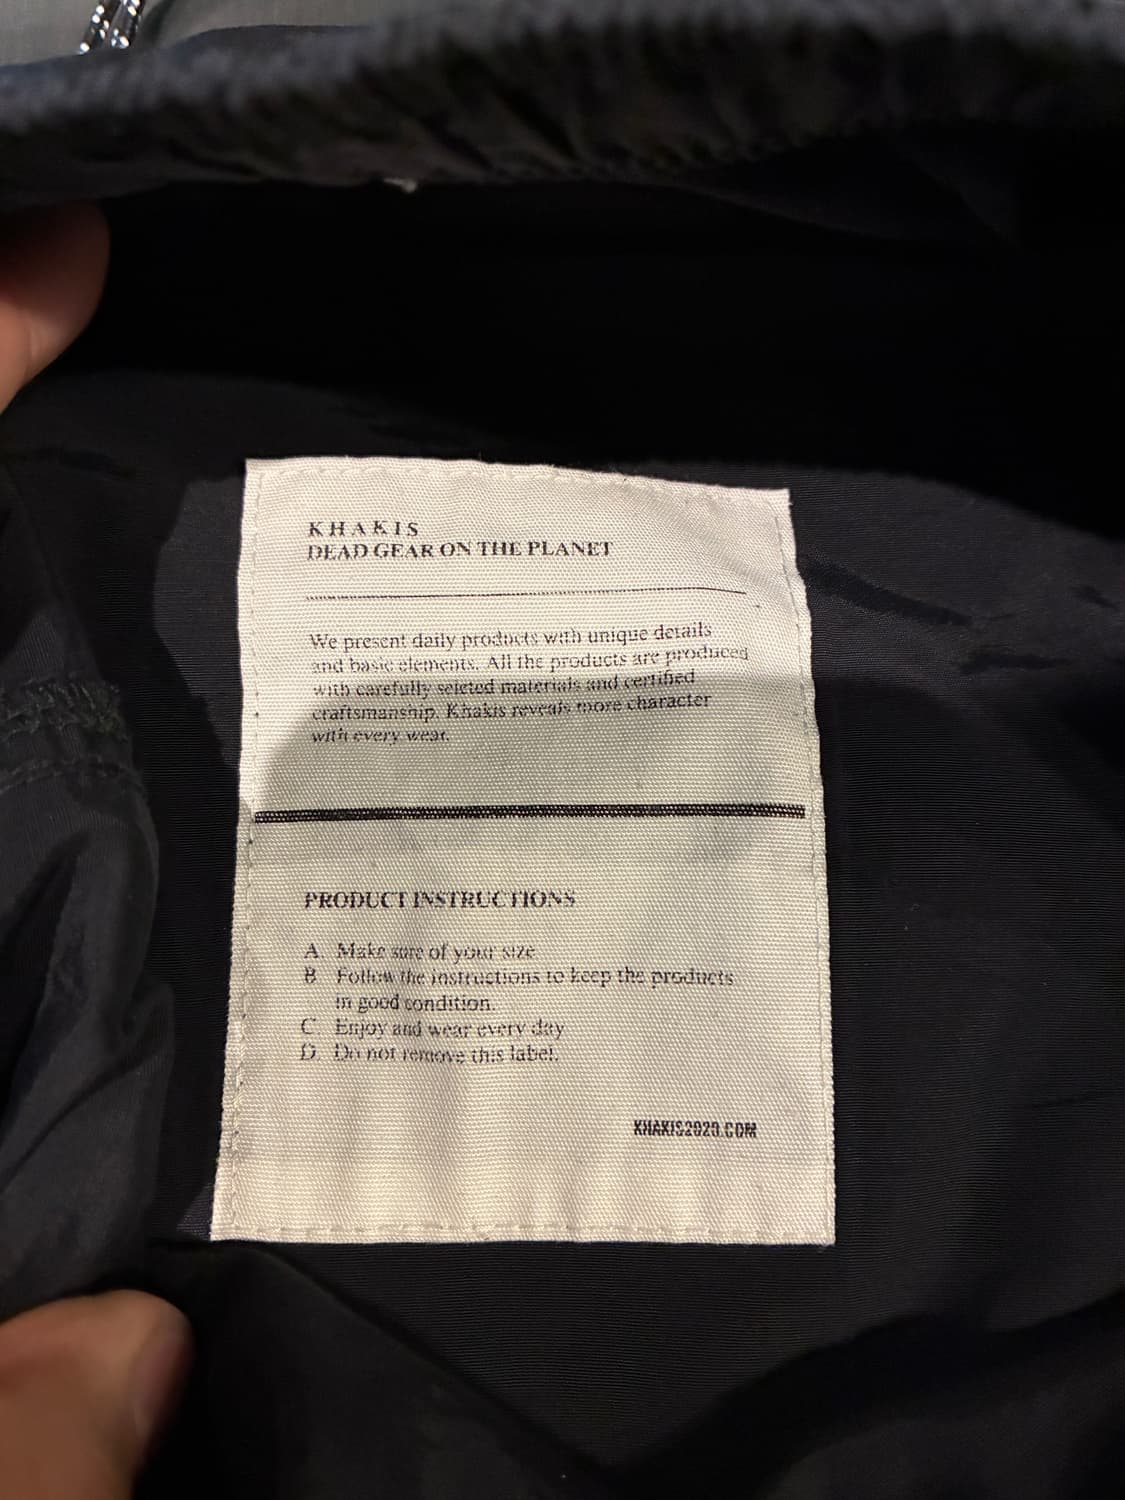 KHAKIS
DEAD GEAR ON THE PLANET
We present daily products with unique details
and basic elements. All the products are produced
with carefully seleted materials and certified
craftsmanship. Khakis reveals more character
with every wear.
PRODUCT INSTRUCTIONS
A. Make sure of your size
B. Follow the instructions to keep the products
in good condition.
C. Enjoy and wear every day
D. Do not remove this label.
KHAKIS2020.COM